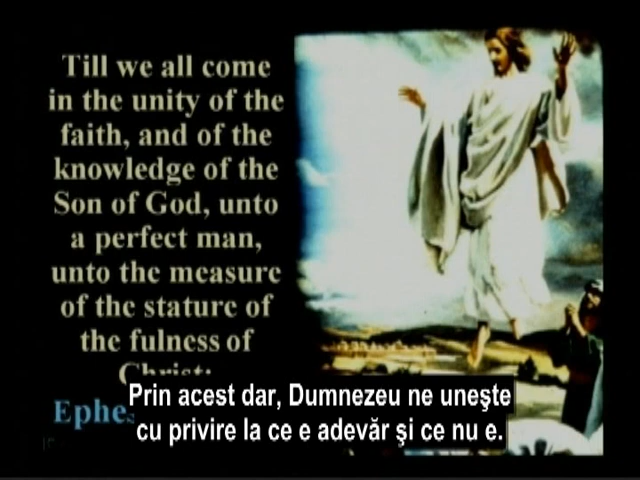 Till we all come
in the unity of the
faith, and of the
knowledge of the
Son of God, unto
a perfect man,
unto the measure
of the stature of
the fulness of
Christ:
Ephes
Prin acest dar, Dumnezeu ne uneşte
cu privire la ce e adevăr şi ce nu e.